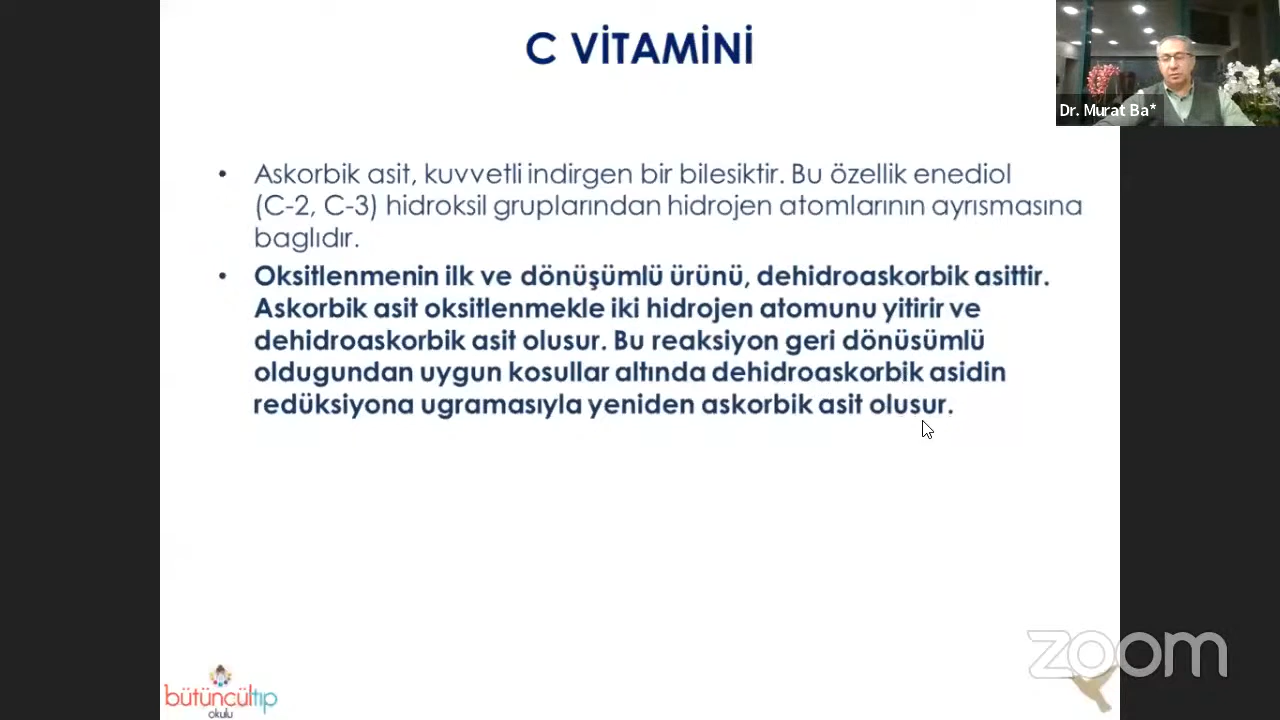 C VİTAMİNİ
Dr. Murat Ba*
• Askorbik asit, kuvvetli indirgen bir bilesiktir. Bu özellik enediol
(C-2, C-3) hidroksil gruplarından hidrojen atomlarının ayrısmasına
baglıdır.
• Oksitlenmenin ilk ve dönüşümlü ürünü, dehidroaskorbik asittir.
Askorbik asit oksitlenmekle iki hidrojen atomunu yitirir ve
dehidroaskorbik asit olusur. Bu reaksiyon geri dönüsümlü
oldugundan uygun kosullar altında dehidroaskorbik asidin
redüksiyona ugramasıyla yeniden askorbik asit olusur.
zoom
bütüncültıp
okulu